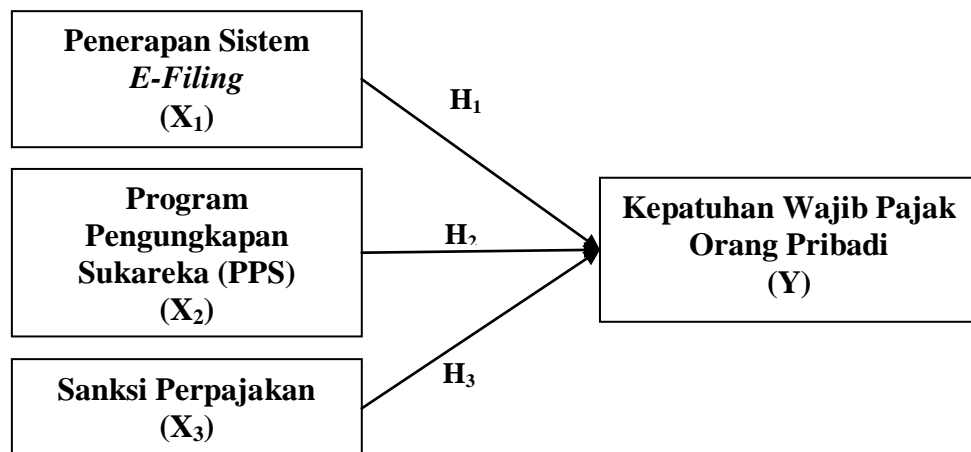 Penerapan Sistem
E-Filing
(X₁)
H₁
Program
Pengungkapan
Sukareka (PPS)
(X₂)
H₂
Kepatuhan Wajib Pajak
Orang Pribadi
(Y)
Sanksi Perpajakan
(X₃)
H₃